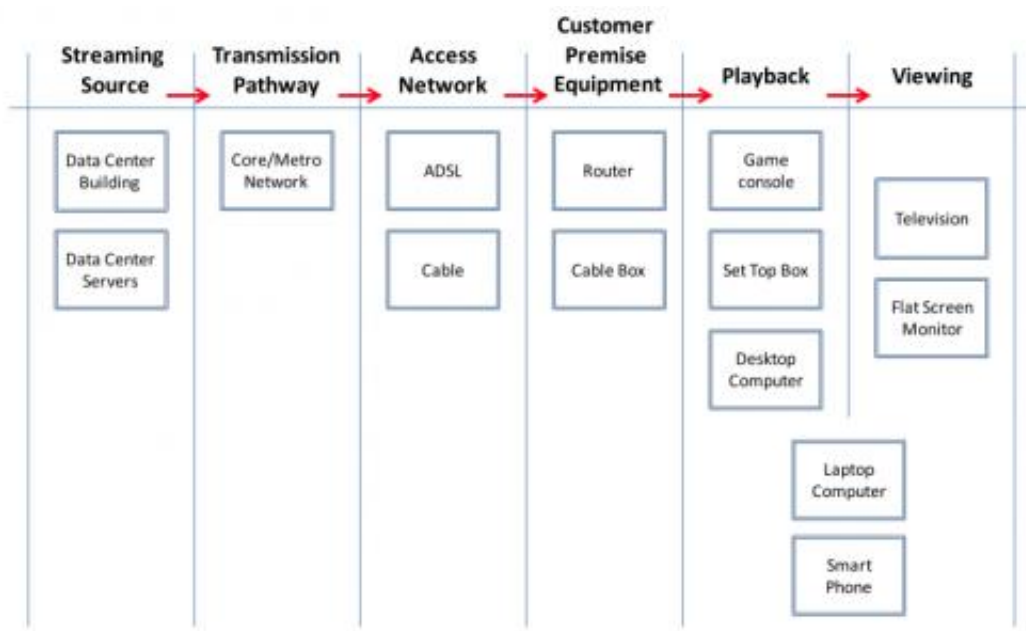 Streaming
Source
Transmission
Pathway
Access
Network
Customer
Premise
Equipment
Playback
Viewing
Data Center
Building
Data Center
Servers
Core/Metro
Network
ADSL
Cable
Router
Cable Box
Game
console
Set Top Box
Desktop
Computer
Television
Flat Screen
Monitor
Laptop
Computer
Smart
Phone